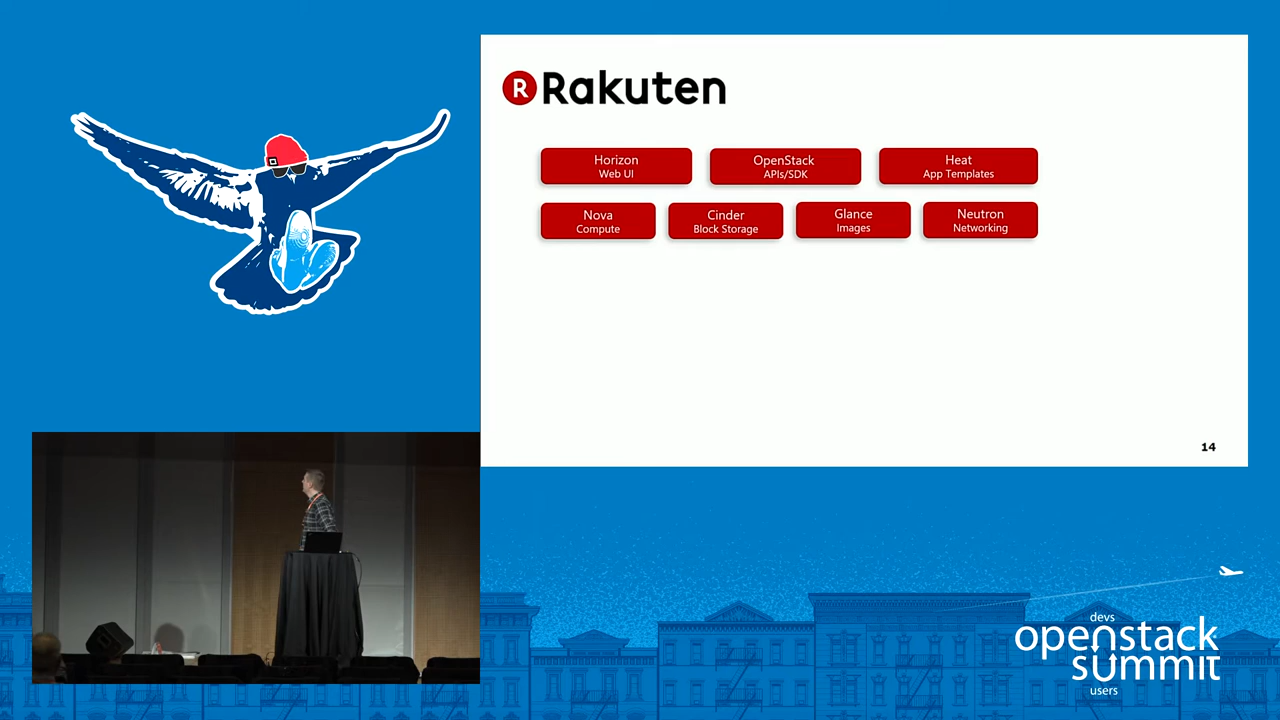 R Rakuten
Horizon
Web UI
OpenStack
APIs/SDK
Heat
App Templates
Nova
Compute
Cinder
Block Storage
Glance
Images
Neutron
Networking
14
devs
openstack
summit
users